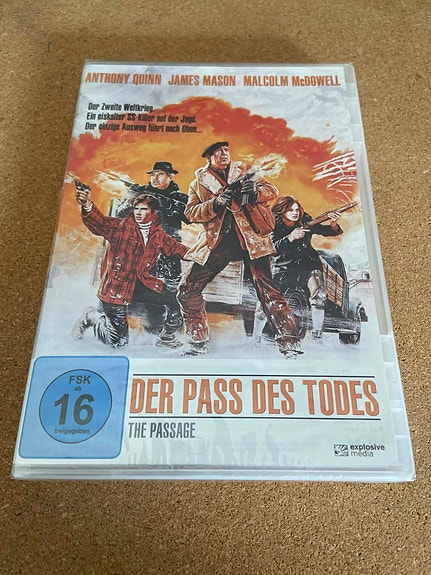 ANTHONY QUINN JAMES MASON MALCOLM McDOWELL
Der Zweite Weltkrieg.
Ein eiskalter SS-Killer auf der Jagd.
Der einzige Ausweg führt nach Oben...
FSK
ab
16
freigegeben
DER PASS DES TODES
THE PASSAGE
explosive
media